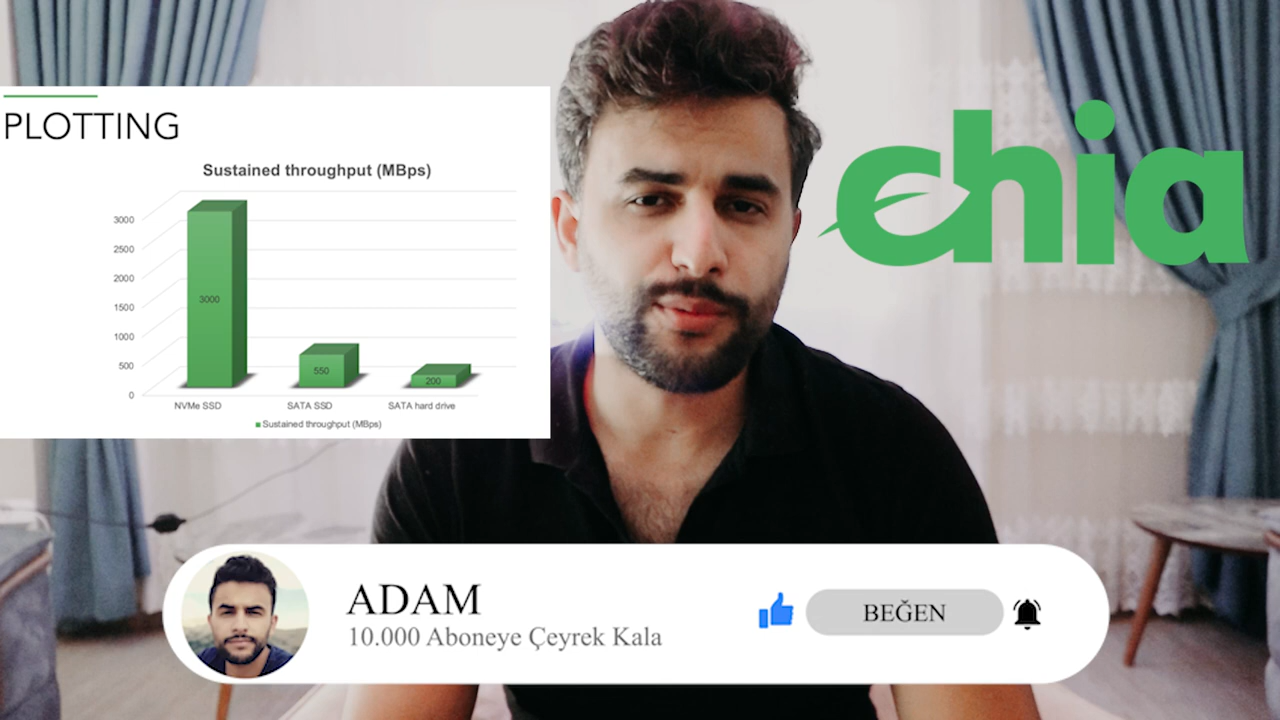 PLOTTING
Sustained throughput (MBps)
3000
2500
2000
1500
1000
500
0
3000
550
200
NVMe SSD
SATA SSD
SATA hard drive
Sustained throughput (MBps)
chia
ADAM
10.000 Aboneye Çeyrek Kala
BEĞEN